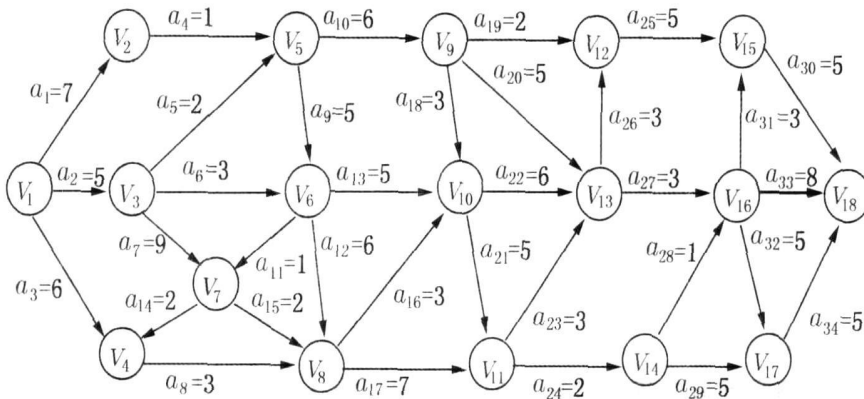 a₄=1
a₁₀=6
a₁₉=2
a₂₅=5
V₂
V₅
V₉
V₁₂
V₁₅
a₁=7
a₅=2
a₉=5
a₁₈=3
a₂₀=5
a₂₆=3
a₃₁=3
a₃₀=5
a₂=5
a₆=3
a₁₃=5
a₂₂=6
a₂₇=3
a₃₃=8
V₁
V₃
V₆
V₁₀
V₁₃
V₁₆
V₁₈
a₇=9
a₁₁=1
a₁₂=6
a₂₁=5
a₂₈=1
a₃₂=5
a₃=6
a₁₄=2
V₇
a₁₅=2
a₁₆=3
a₂₃=3
a₃₄=5
V₄
V₈
V₁₁
V₁₄
V₁₇
a₈=3
a₁₇=7
a₂₄=2
a₂₉=5